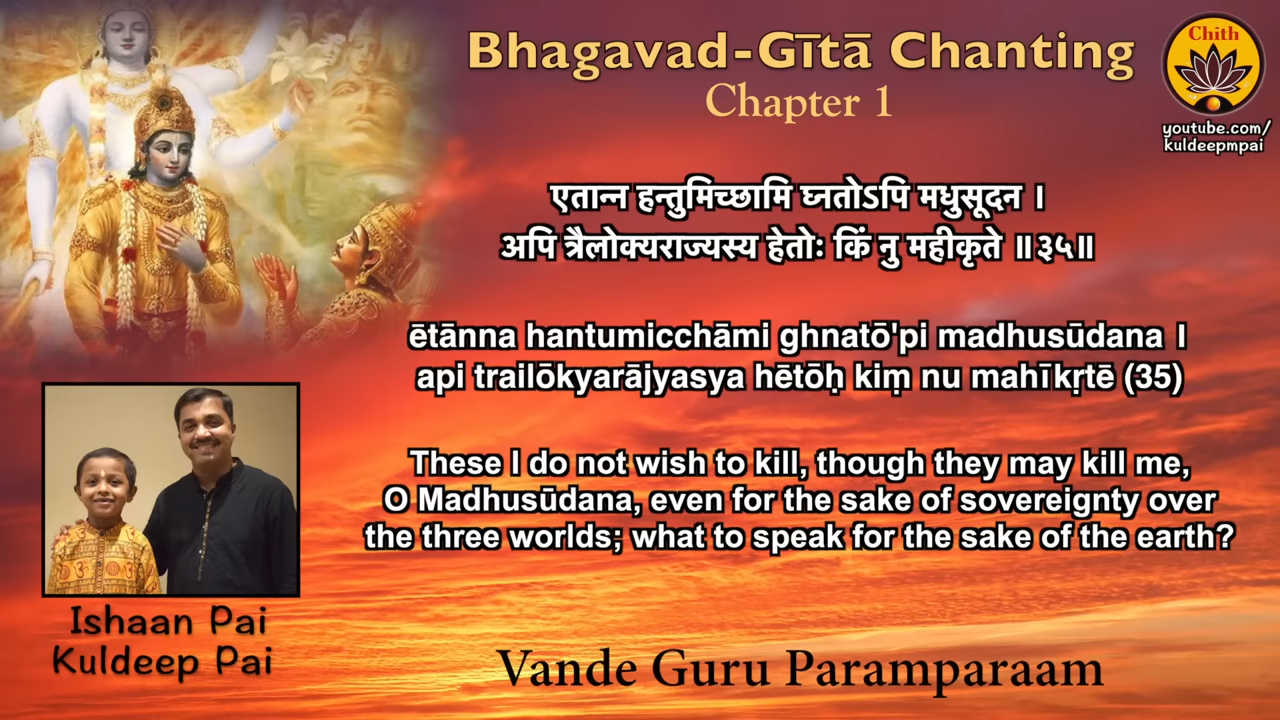 Bhagavad-Gītā Chanting
Chapter 1
Chith
youtube.com/
kuldeepmpai
एतान्न हन्तुमिच्छामि घ्नतोऽपि मधुसूदन ।
अपि त्रैलोक्यराज्यस्य हेतोः किं नु महीकृते ॥३५॥
ētānna hantumicchāmi ghnatō'pi madhusūdana ।
api trailōkyarājyasya hētōḥ kiṃ nu mahīkṛtē (35)
These I do not wish to kill, though they may kill me,
O Madhusūdana, even for the sake of sovereignty over
the three worlds; what to speak for the sake of the earth?
Ishaan Pai
Kuldeep Pai
Vande Guru Paramparaam